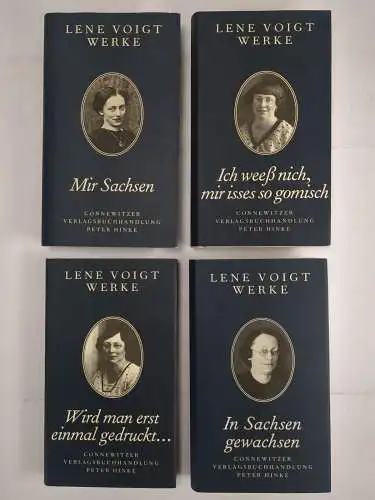 LENE VOIGT
WERKE
Mir Sachsen
CONNEWITZER
VERLAGSBUCHHANDLUNG
PETER HINKE
LENE VOIGT
WERKE
Ich weeß nich,
mir isses so gomisch
CONNEWITZER
VERLAGSBUCHHANDLUNG
PETER HINKE
LENE VOIGT
WERKE
Wird man erst
einmal gedruckt...
CONNEWITZER
VERLAGSBUCHHANDLUNG
PETER HINKE
LENE VOIGT
WERKE
In Sachsen
gewachsen
CONNEWITZER
VERLAGSBUCHHANDLUNG
PETER HINKE